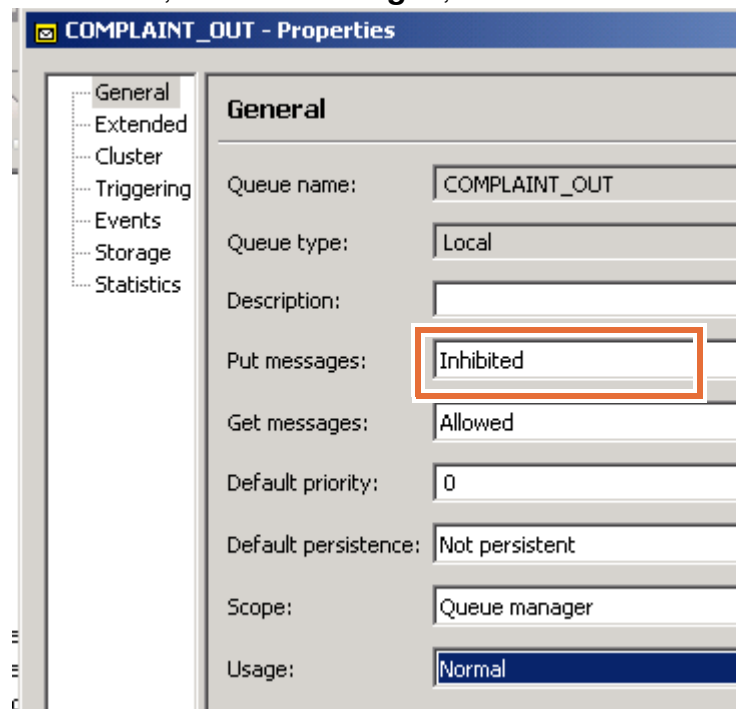 COMPLAINT_OUT - Properties
General
Extended
Cluster
Triggering
Events
Storage
Statistics
General
Queue name: COMPLAINT_OUT
Queue type: Local
Description:
Put messages: Inhibited
Get messages: Allowed
Default priority: 0
Default persistence: Not persistent
Scope: Queue manager
Usage: Normal